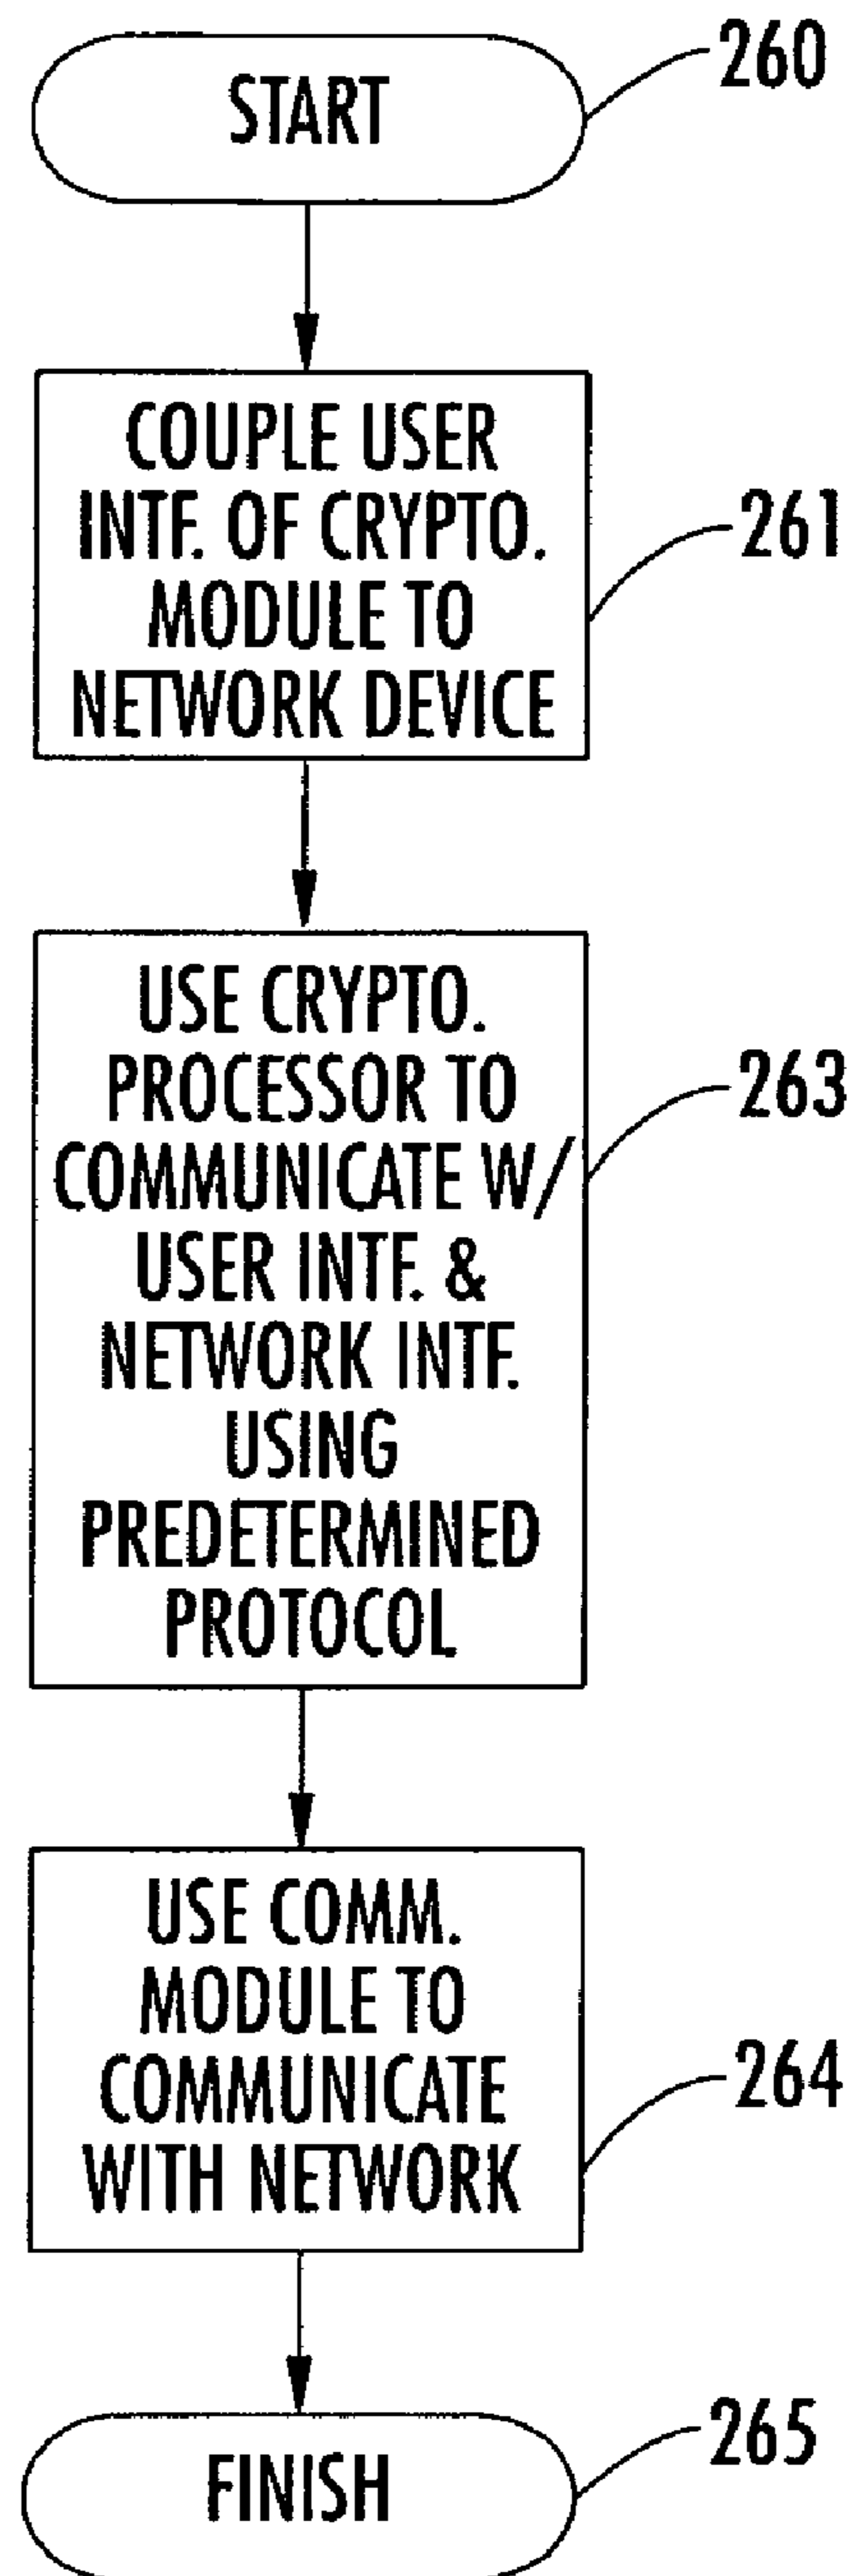 START
260
COUPLE USER
INTF. OF CRYPTO.
MODULE TO
NETWORK DEVICE
261
USE CRYPTO.
PROCESSOR TO
COMMUNICATE W/
USER INTF. &
NETWORK INTF.
USING
PREDETERMINED
PROTOCOL
263
USE COMM.
MODULE TO
COMMUNICATE
WITH NETWORK
264
FINISH
265